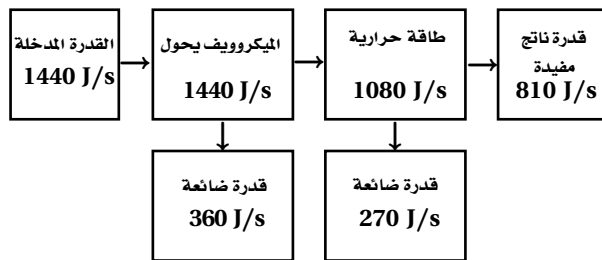 القدرة المدخلة
1440 J/s
الميكروويف يحول
1440 J/s
طاقة حرارية
1080 J/s
قدرة ناتج
مفيدة
810 J/s
قدرة ضائعة
360 J/s
قدرة ضائعة
270 J/s